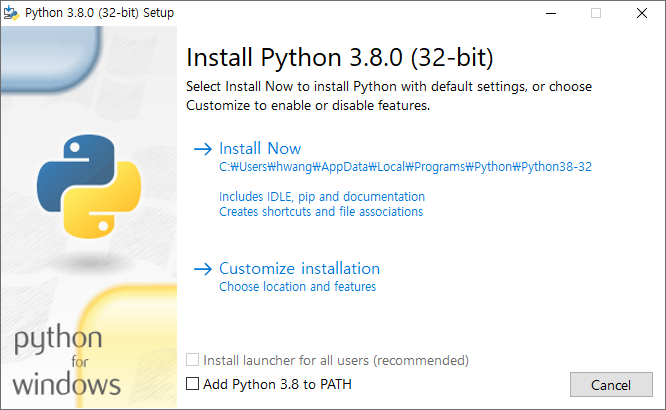 Python 3.8.0 (32-bit) Setup
Install Python 3.8.0 (32-bit)
Select Install Now to install Python with default settings, or choose
Customize to enable or disable features.
→ Install Now
C:₩Users₩hwang₩AppData₩Local₩Programs₩Python₩Python38-32
Includes IDLE, pip and documentation
Creates shortcuts and file associations
→ Customize installation
Choose location and features
Install launcher for all users (recommended)
Add Python 3.8 to PATH
Cancel
python
for
windows